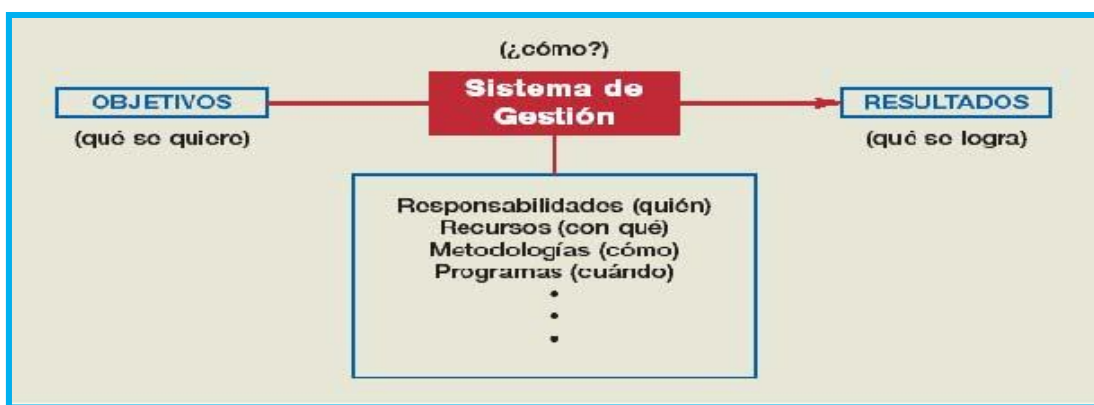 (¿cómo?)
OBJETIVOS
(qué se quiere)
Sistema de
Gestión
RESULTADOS
(qué se logra)
Responsabilidades (quién)
Recursos (con qué)
Metodologías (cómo)
Programas (cuándo)